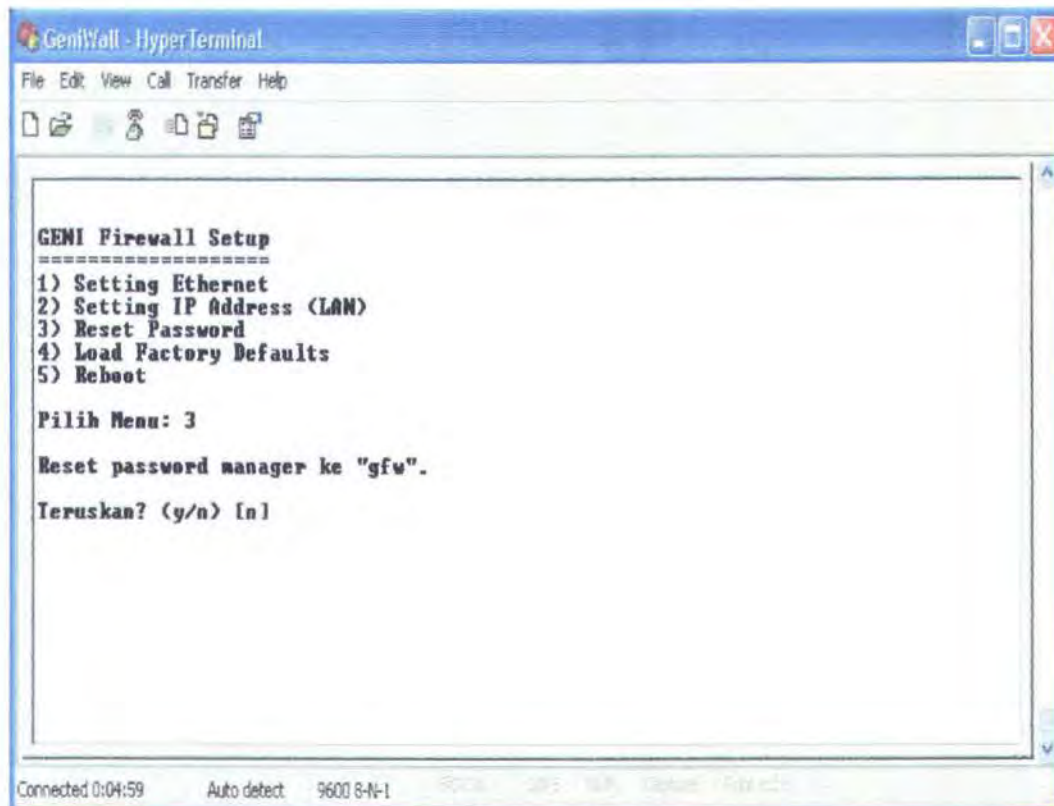 GeniWall - HyperTerminal
File Edit View Call Transfer Help
GENI Firewall Setup
====================
1) Setting Ethernet
2) Setting IP Address (LAN)
3) Reset Password
4) Load Factory Defaults
5) Reboot
Pilih Menu: 3
Reset password manager ke "gfw".
Teruskan? (y/n) [n]
Connected 0:04:59 Auto detect 9600 8-N-1